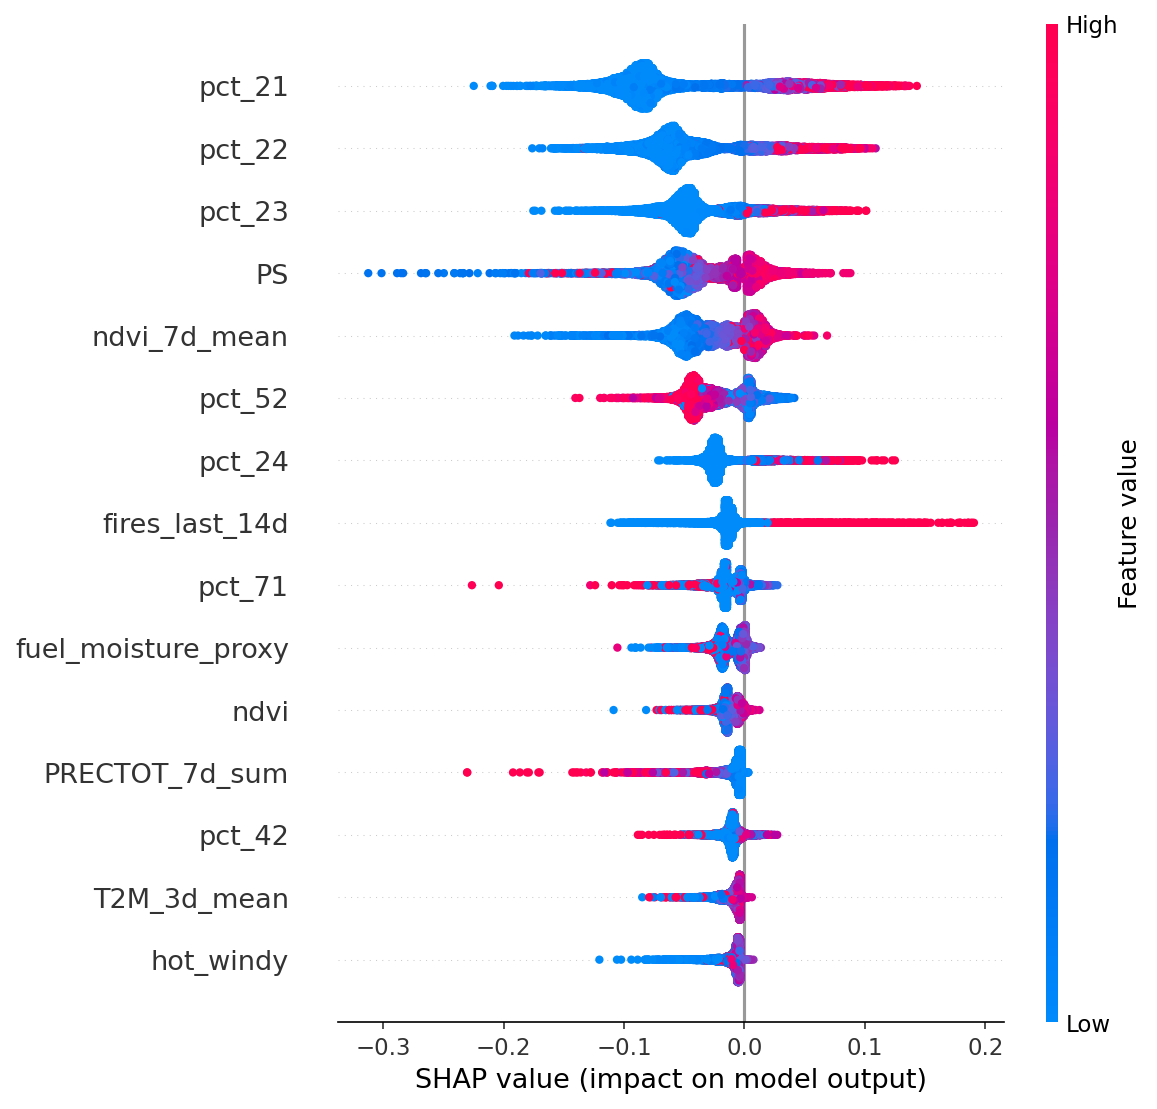 High
pct_21
pct_22
pct_23
PS
ndvi_7d_mean
pct_52
pct_24
fires_last_14d
pct_71
fuel_moisture_proxy
ndvi
PRECTOT_7d_sum
pct_42
T2M_3d_mean
hot_windy
Feature value
Low
−0.3 −0.2 −0.1 0.0 0.1 0.2
SHAP value (impact on model output)